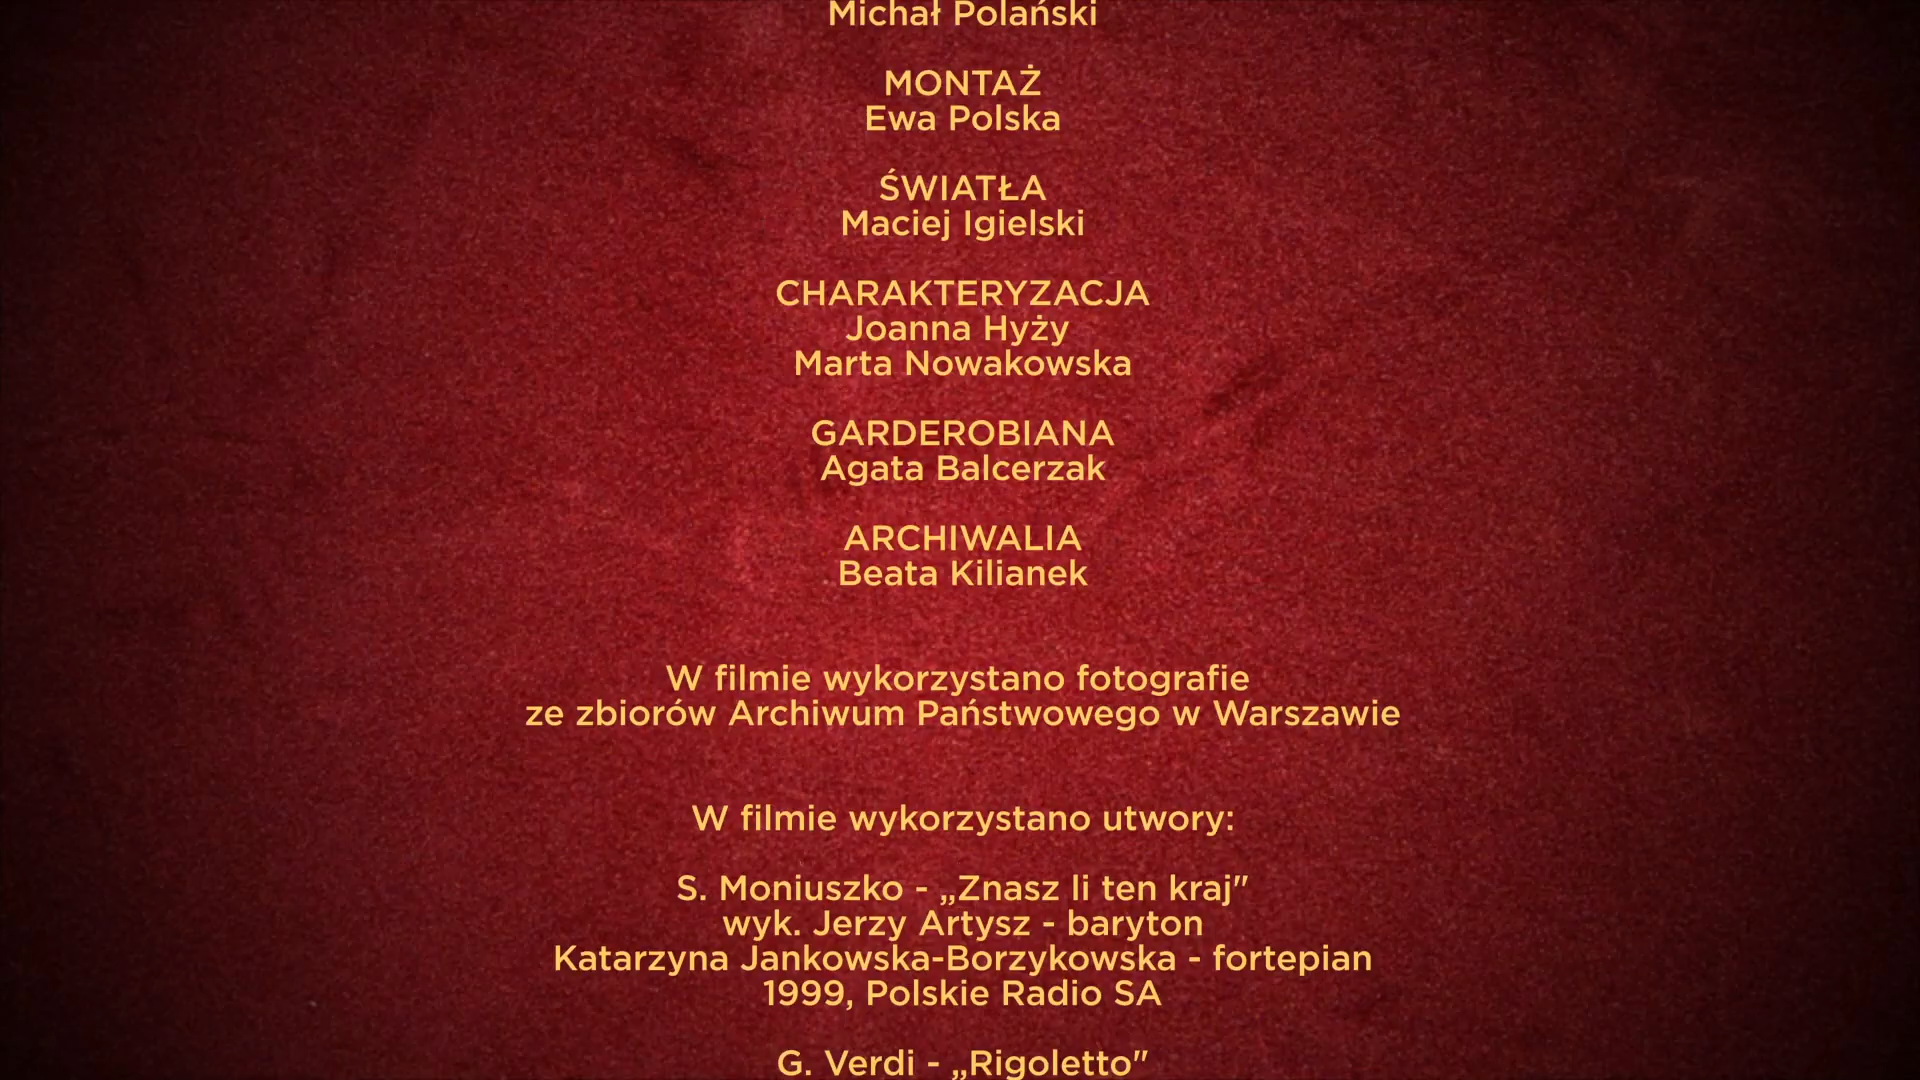 Michał Polański
MONTAŻ
Ewa Polska
ŚWIATŁA
Maciej Igielski
CHARAKTERYZACJA
Joanna Hyży
Marta Nowakowska
GARDEROBIANA
Agata Balcerzak
ARCHIWALIA
Beata Kilianek
W filmie wykorzystano fotografie
ze zbiorów Archiwum Państwowego w Warszawie
W filmie wykorzystano utwory:
S. Moniuszko - „Znasz li ten kraj"
wyk. Jerzy Artysz - baryton
Katarzyna Jankowska-Borzykowska - fortepian
1999, Polskie Radio SA
G. Verdi - „Rigoletto"